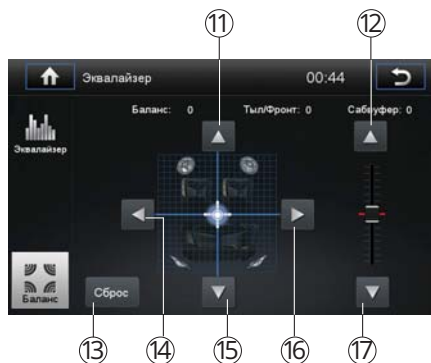 ⑪ ⑫
Эквалайзер 00:44
Баланс: 0 Тыл/Фронт: 0 Сабвуфер: 0
Эквалайзер
Баланс
Сброс
⑬ ⑭ ⑮ ⑯ ⑰